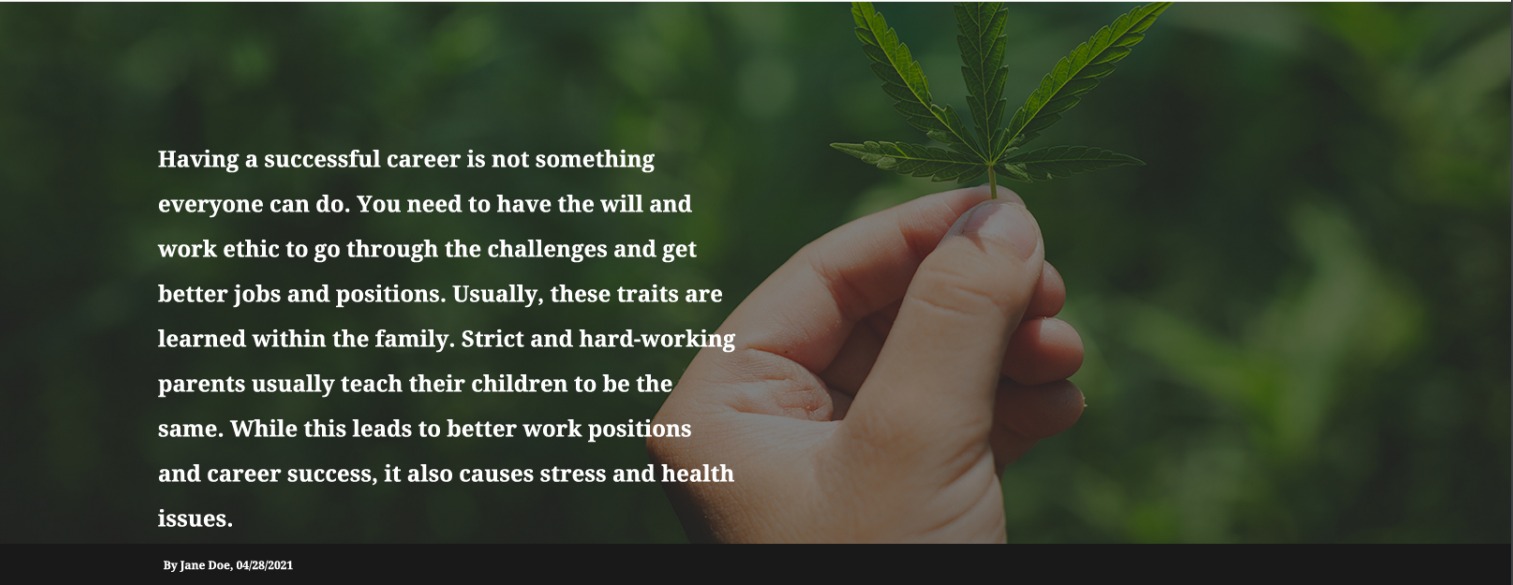 Having a successful career is not something
everyone can do. You need to have the will and
work ethic to go through the challenges and get
better jobs and positions. Usually, these traits are
learned within the family. Strict and hard-working
parents usually teach their children to be the
same. While this leads to better work positions
and career success, it also causes stress and health
issues.
By Jane Doe, 04/28/2021